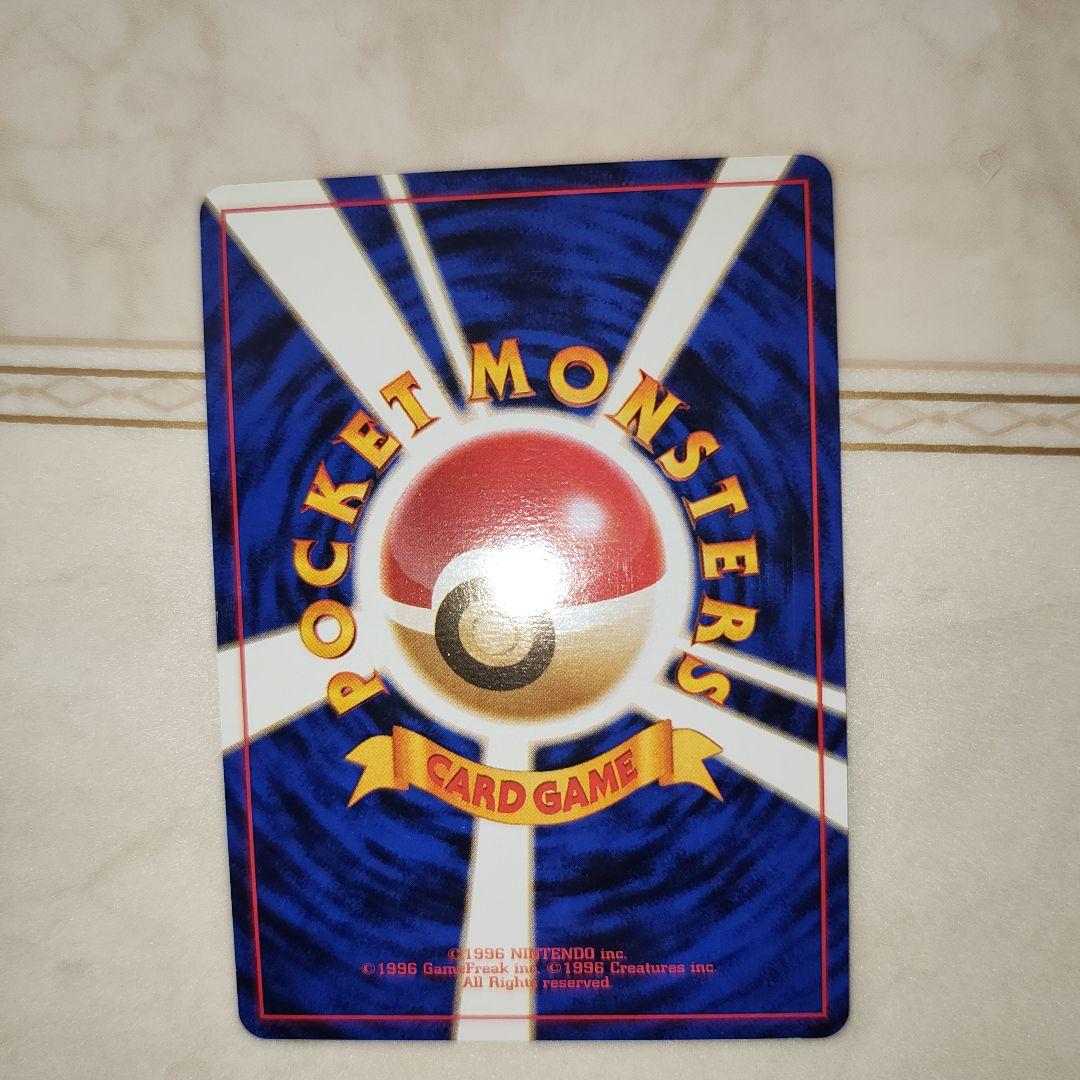 POCKET MONSTERS
CARD GAME
©1996 NINTENDO inc.
©1996 GameFreak inc. ©1996 Creatures inc.
All Rights reserved.